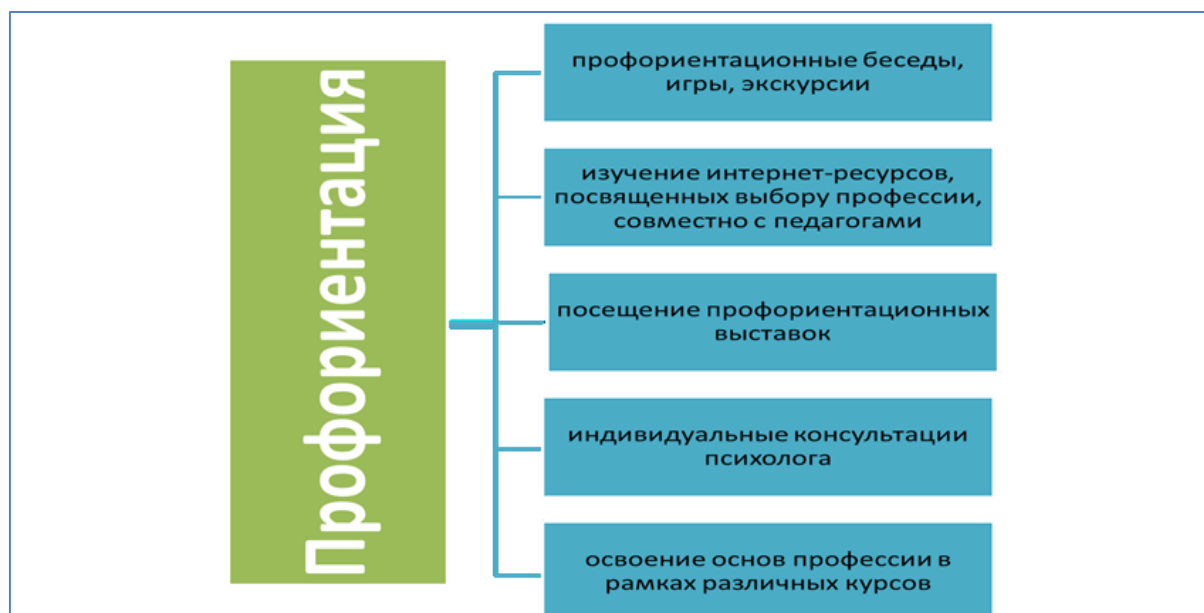 Профориентация
профориентационные беседы,
игры, экскурсии
изучение интернет-ресурсов,
посвященных выбору профессии,
совместно с педагогами
посещение профориентационных
выставок
индивидуальные консультации
психолога
освоение основ профессии в
рамках различных курсов